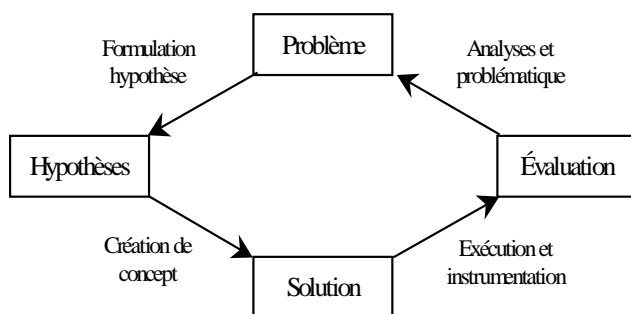 Formulation
hypothèse
Problème
Analyses et
problématique
Hypothèses
Évaluation
Création de
concept
Solution
Exécution et
instrumentation